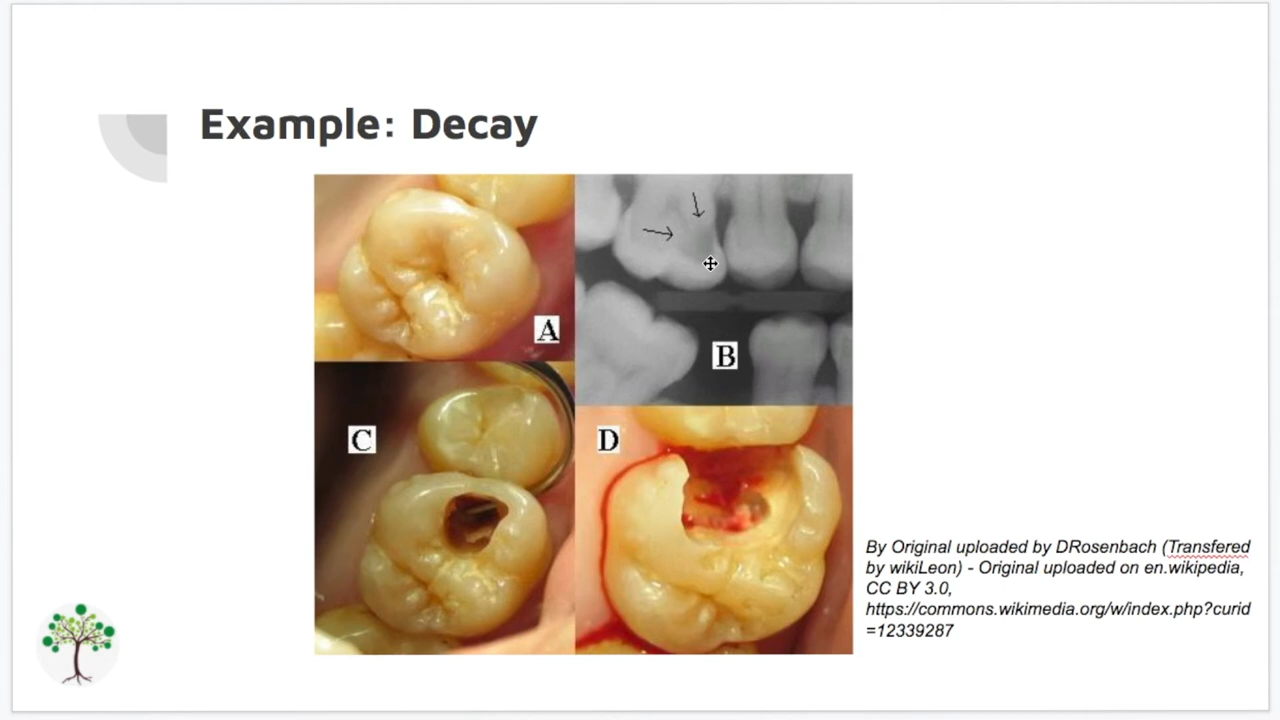 Example: Decay
A
B
C
D
By Original uploaded by DRosenbach (Transfered
by wikiLeon) - Original uploaded on en.wikipedia,
CC BY 3.0,
https://commons.wikimedia.org/w/index.php?curid
=12339287